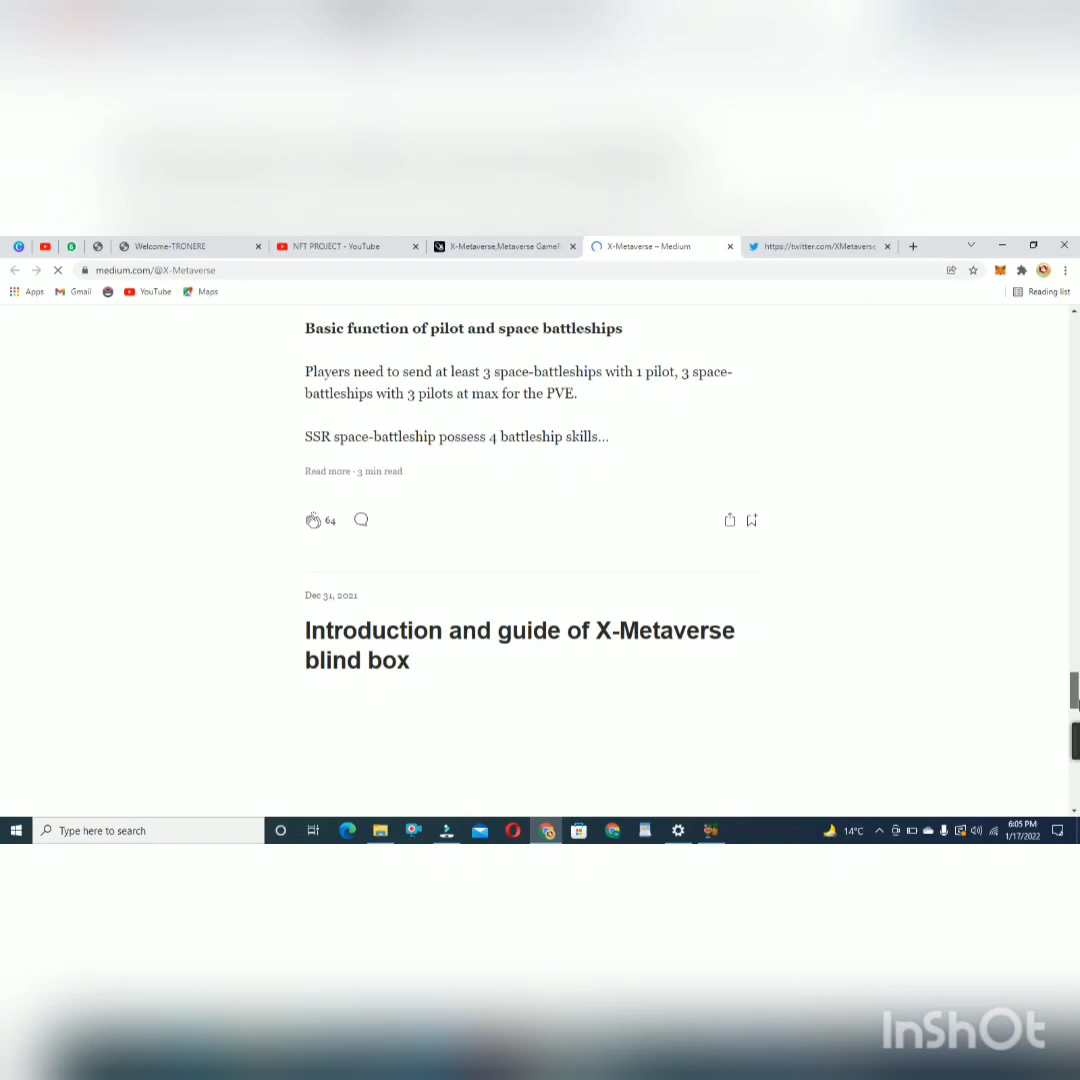 Welcome-TRONERE
NFT PROJECT - YouTube
X-Metaverse,Metaverse GameF
X-Metaverse – Medium
https://twitter.com/XMetaverse
medium.com/@X-Metaverse
Apps
Gmail
YouTube
Maps
Reading list
Basic function of pilot and space battleships
Players need to send at least 3 space-battleships with 1 pilot, 3 space-
battleships with 3 pilots at max for the PVE.
SSR space-battleship possess 4 battleship skills...
Read more · 3 min read
64
Dec 31, 2021
Introduction and guide of X-Metaverse
blind box
Type here to search
14°C
6:05 PM
1/17/2022
InShOt